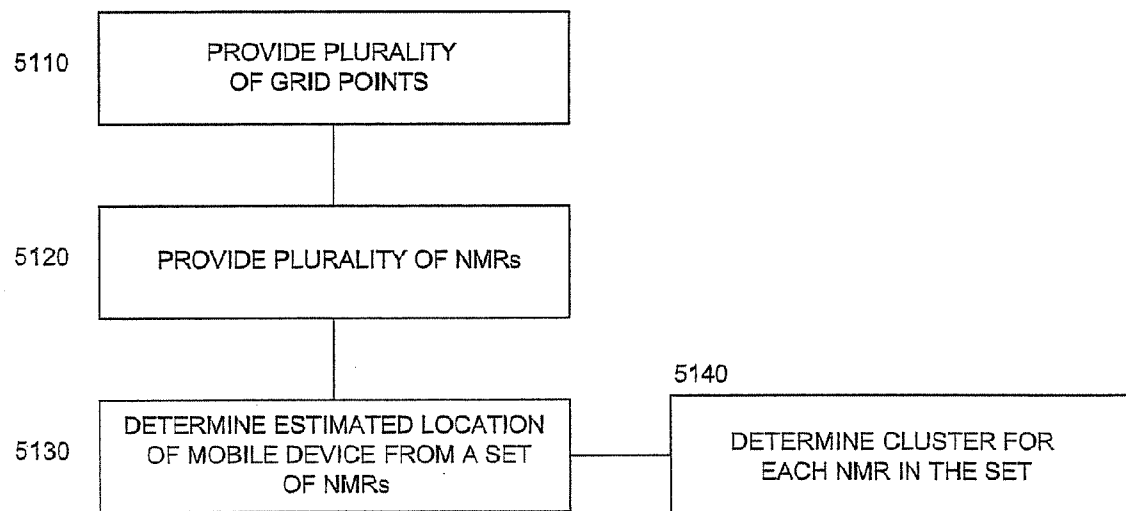 5110
PROVIDE PLURALITY
OF GRID POINTS
5120
PROVIDE PLURALITY OF NMRs
5130
DETERMINE ESTIMATED LOCATION
OF MOBILE DEVICE FROM A SET
OF NMRs
5140
DETERMINE CLUSTER FOR
EACH NMR IN THE SET